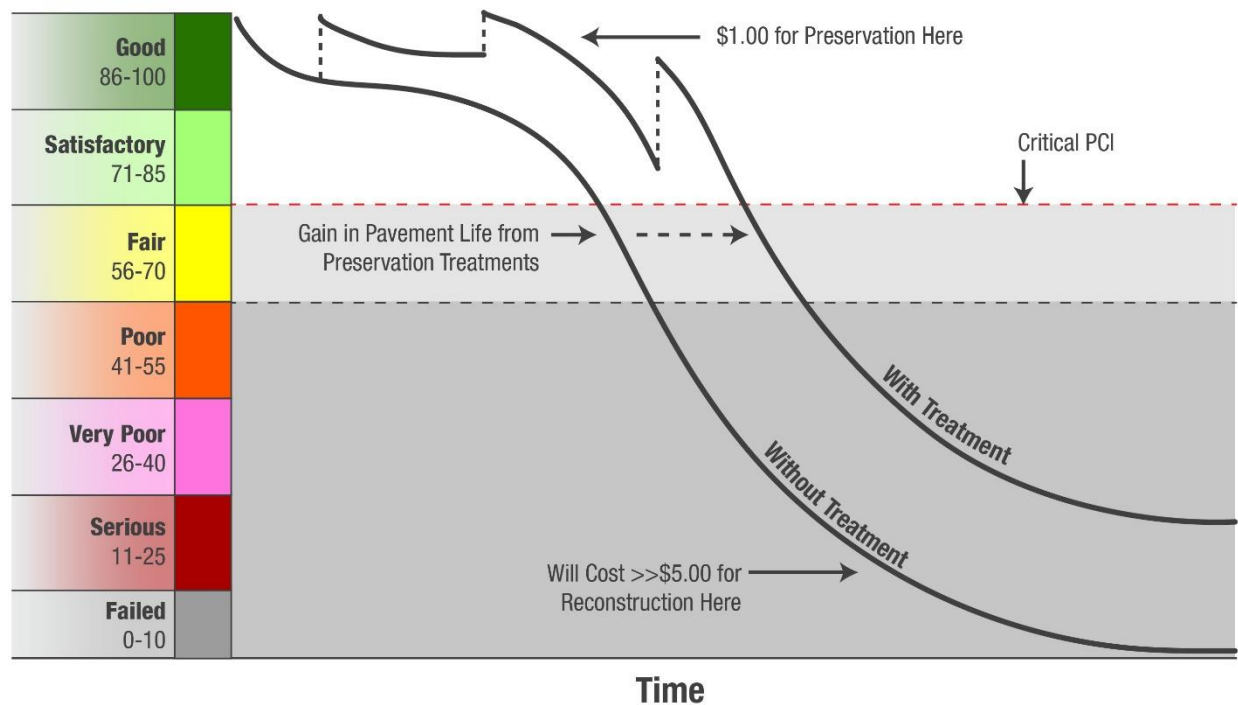 Good
86-100
Satisfactory
71-85
Fair
56-70
Poor
41-55
Very Poor
26-40
Serious
11-25
Failed
0-10
$1.00 for Preservation Here
Critical PCI
Gain in Pavement Life from
Preservation Treatments
With Treatment
Without Treatment
Will Cost >>$5.00 for
Reconstruction Here
Time